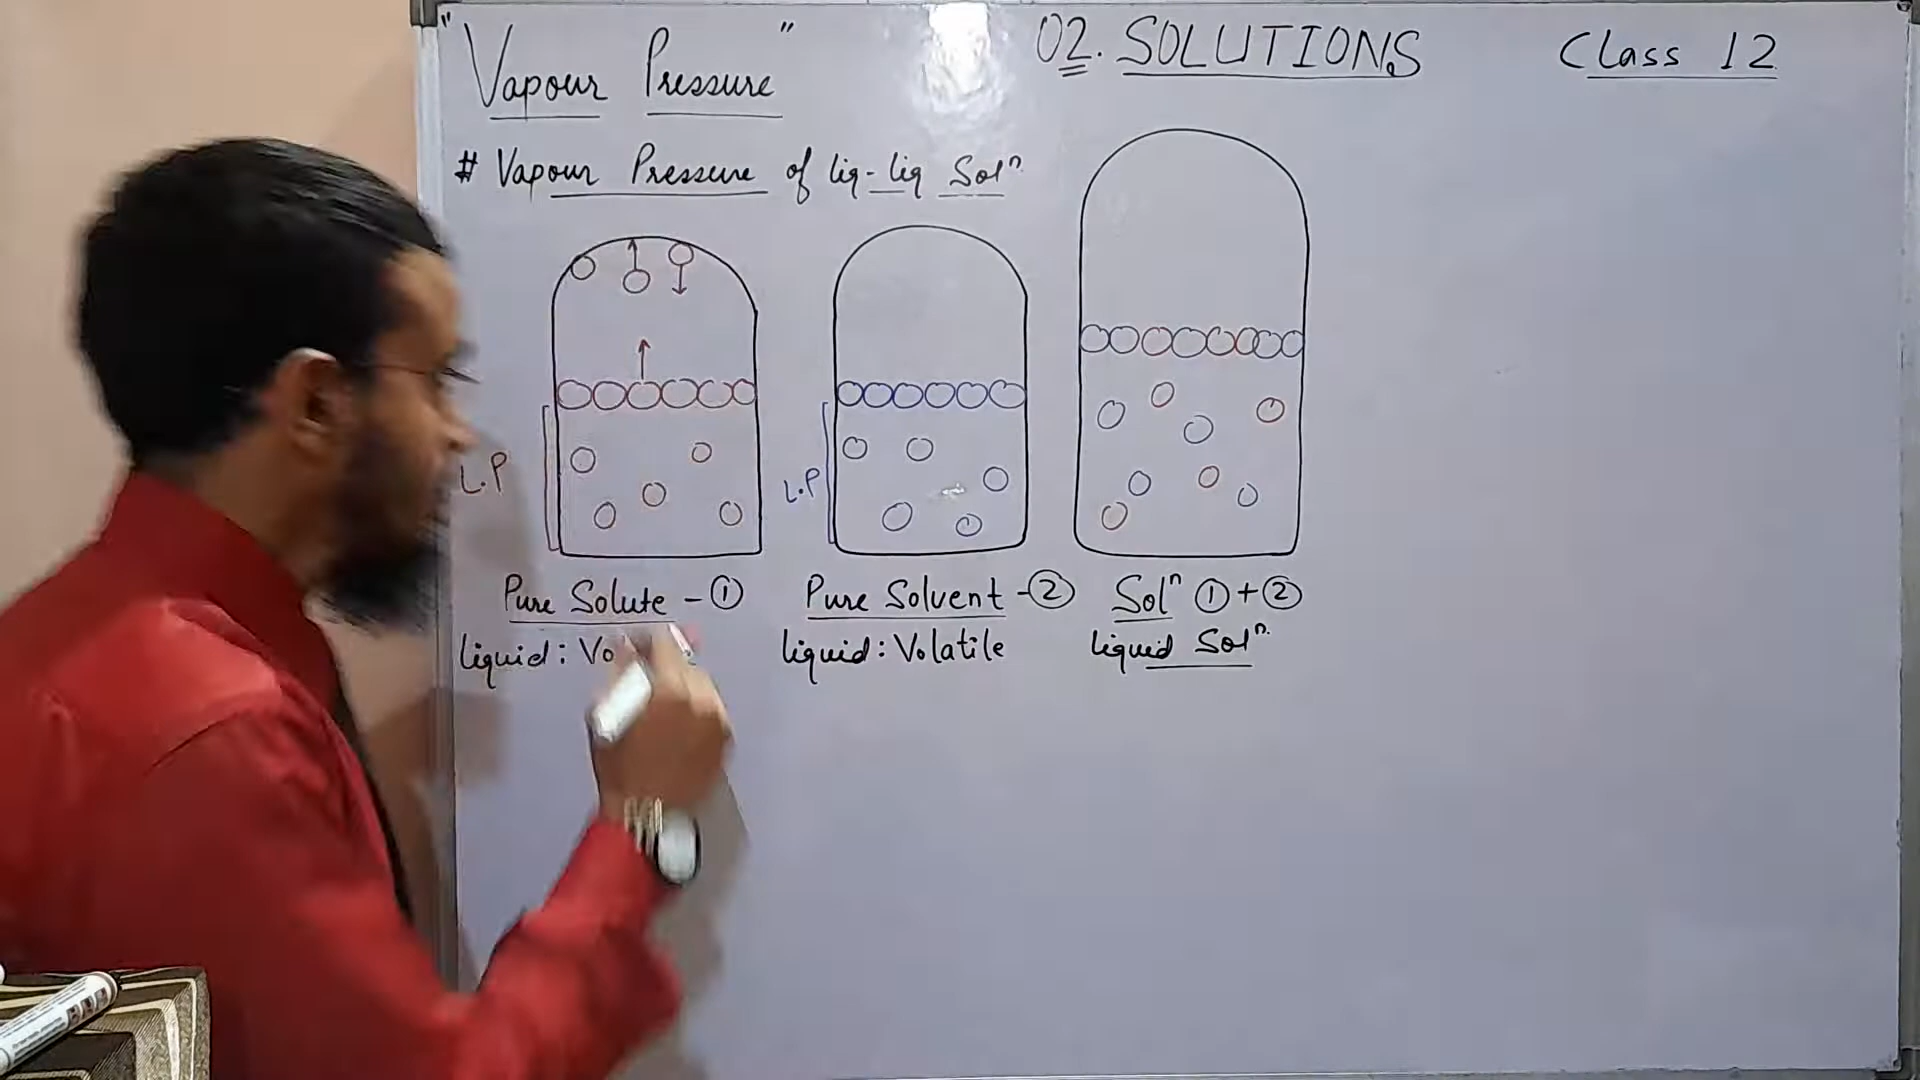 "Vapour Pressure"
02. SOLUTIONS
Class 12
# Vapour Pressure of liq-liq Solⁿ
L.P
L.P
Pure Solute - ①
Pure Solvent - ②
Solⁿ ① + ②
liquid :
liquid : Volatile
liquid Solⁿ.